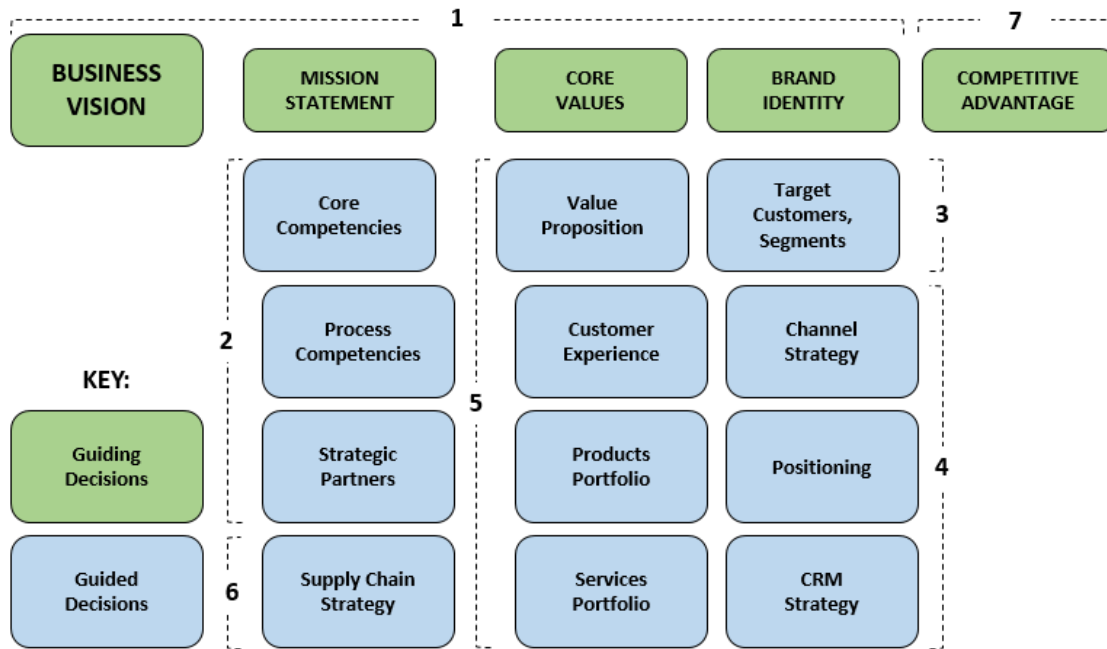 1
7
BUSINESS
VISION
MISSION
STATEMENT
CORE
VALUES
BRAND
IDENTITY
COMPETITIVE
ADVANTAGE
Core
Competencies
Value
Proposition
Target
Customers,
Segments
3
2
Process
Competencies
Customer
Experience
Channel
Strategy
KEY:
5
Guiding
Decisions
Strategic
Partners
Products
Portfolio
Positioning
4
Guided
Decisions
6
Supply Chain
Strategy
Services
Portfolio
CRM
Strategy